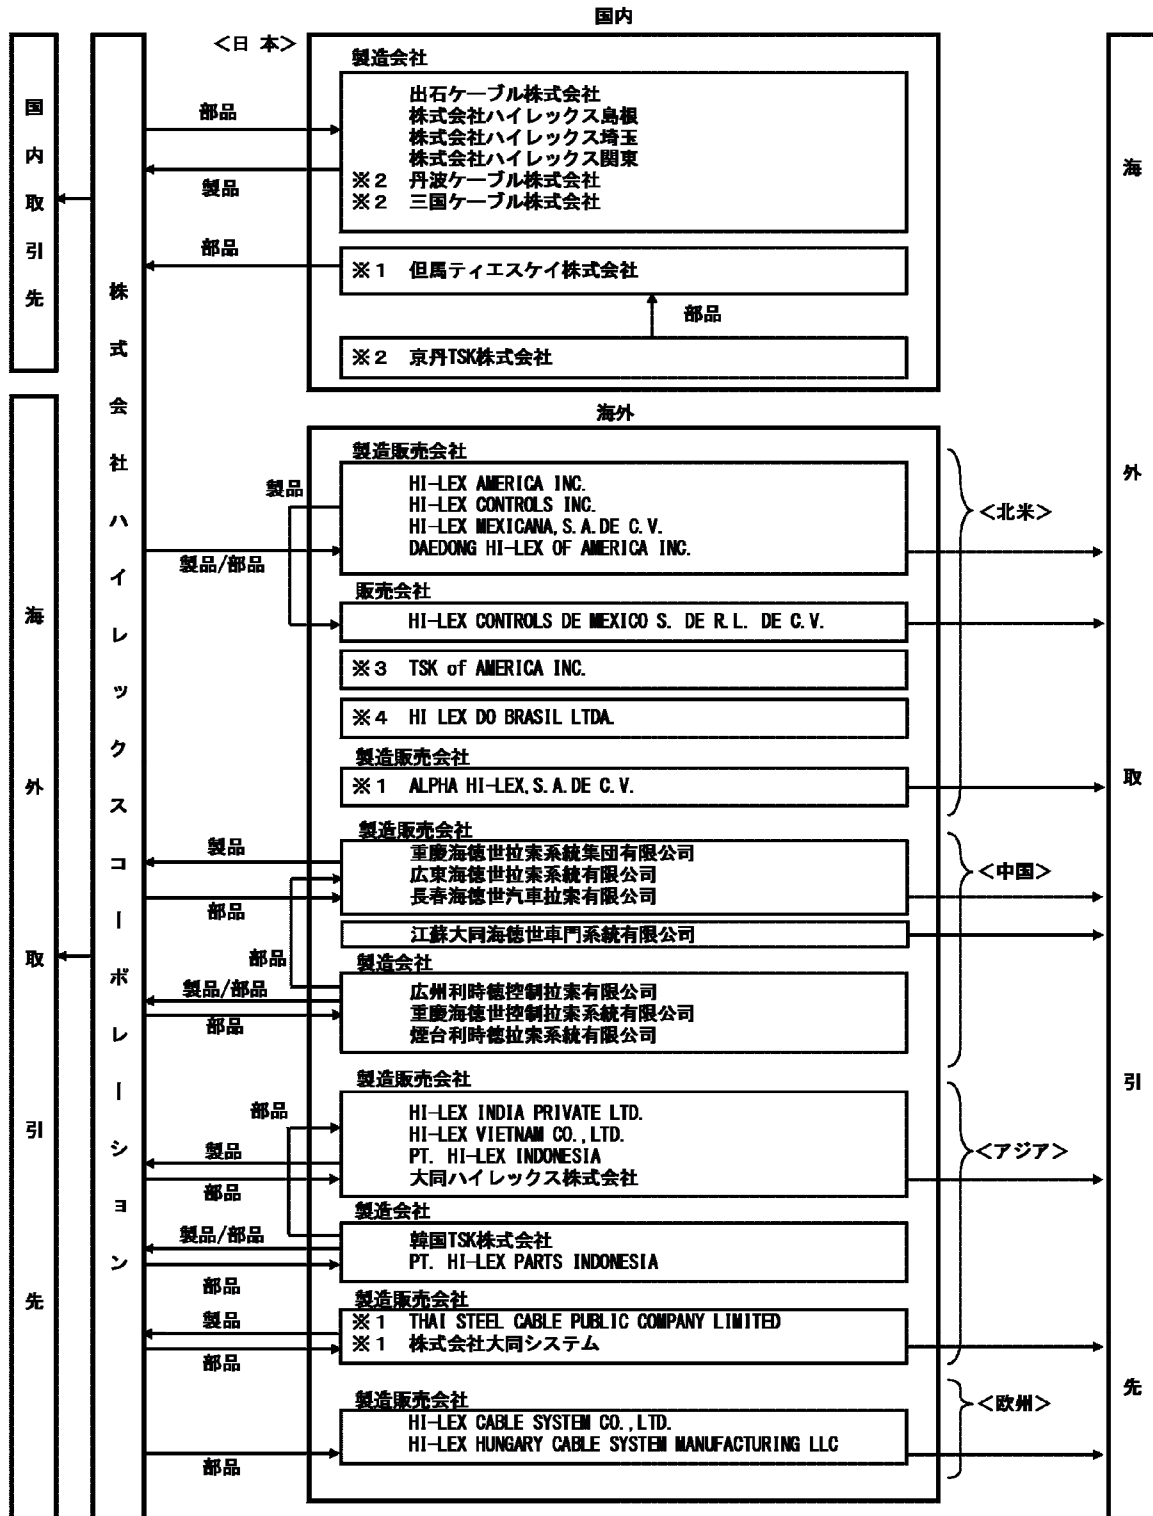 国内
<日 本>
国内取引先
株式会社ハイレックスコーポレーション
海外取引先
海外取引先
製造会社
出石ケーブル株式会社
株式会社ハイレックス島根
株式会社ハイレックス埼玉
株式会社ハイレックス関東
※2 丹波ケーブル株式会社
※2 三国ケーブル株式会社
部品
製品
部品
※1 但馬ティエスケイ株式会社
部品
※2 京丹TSK株式会社
海外
製造販売会社
HI-LEX AMERICA INC.
HI-LEX CONTROLS INC.
HI-LEX MEXICANA,S.A.DE C.V.
DAEDONG HI-LEX OF AMERICA INC.
製品
製品/部品
<北米>
販売会社
HI-LEX CONTROLS DE MEXICO S. DE R.L. DE C.V.
※3 TSK of AMERICA INC.
※4 HI LEX DO BRASIL LTDA.
製造販売会社
※1 ALPHA HI-LEX,S.A.DE C.V.
製造販売会社
重慶海徳世拉索系統集団有限公司
広東海徳世拉索系統有限公司
長春海徳世汽車拉索有限公司
製品
部品
<中国>
江蘇大同海徳世車門系統有限公司
部品
製造会社
広州利時徳控制拉索有限公司
重慶海徳世控制拉索系統有限公司
煙台利時徳拉索系統有限公司
製品/部品
部品
製造販売会社
HI-LEX INDIA PRIVATE LTD.
HI-LEX VIETNAM CO.,LTD.
PT. HI-LEX INDONESIA
大同ハイレックス株式会社
部品
製品
部品
<アジア>
製造会社
韓国TSK株式会社
PT. HI-LEX PARTS INDONESIA
製品/部品
部品
製造販売会社
※1 THAI STEEL CABLE PUBLIC COMPANY LIMITED
※1 株式会社大同システム
製品
部品
製造販売会社
HI-LEX CABLE SYSTEM CO.,LTD.
HI-LEX HUNGARY CABLE SYSTEM MANUFACTURING LLC
部品
<欧州>